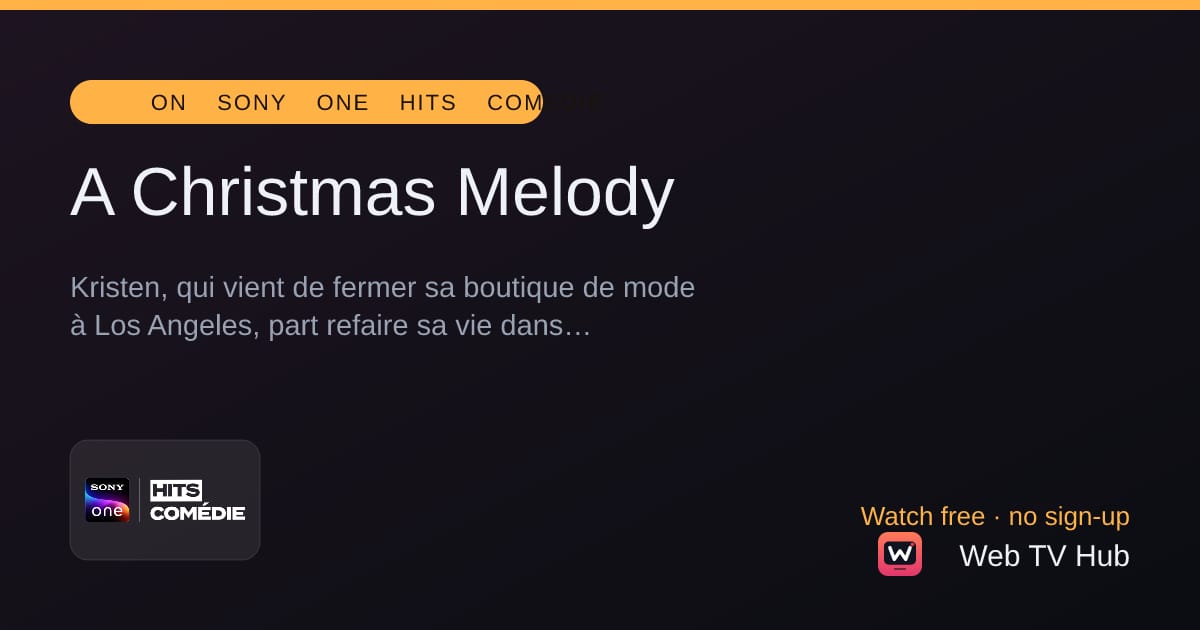 ON SONY ONE HITS COMÉDIE
A Christmas Melody
Kristen, qui vient de fermer sa boutique de mode
à Los Angeles, part refaire sa vie dans…
SONY
one
HITS
COMÉDIE
Watch free · no sign-up
W
Web TV Hub